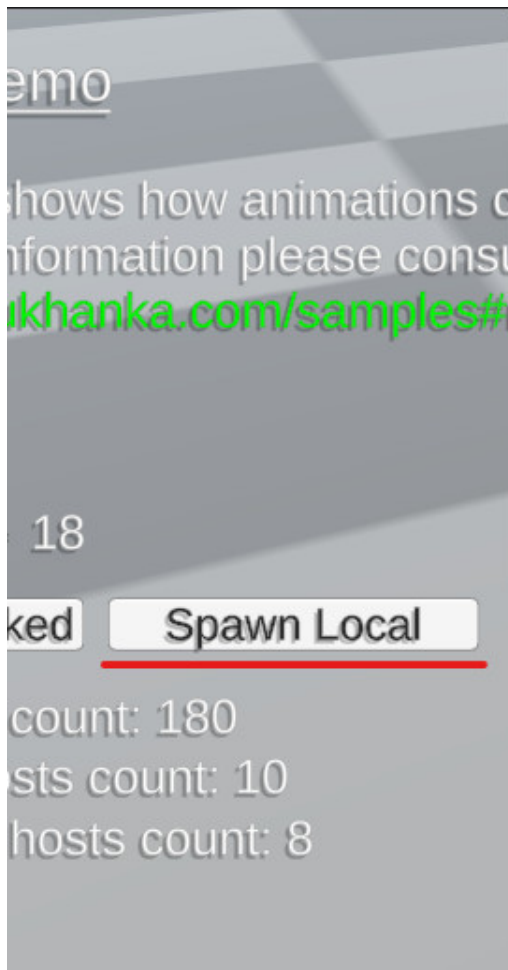 emo
shows how animations
nformation please consu
ukhanka.com/samples#
18
ked
Spawn Local
count: 180
osts count: 10
hosts count: 8